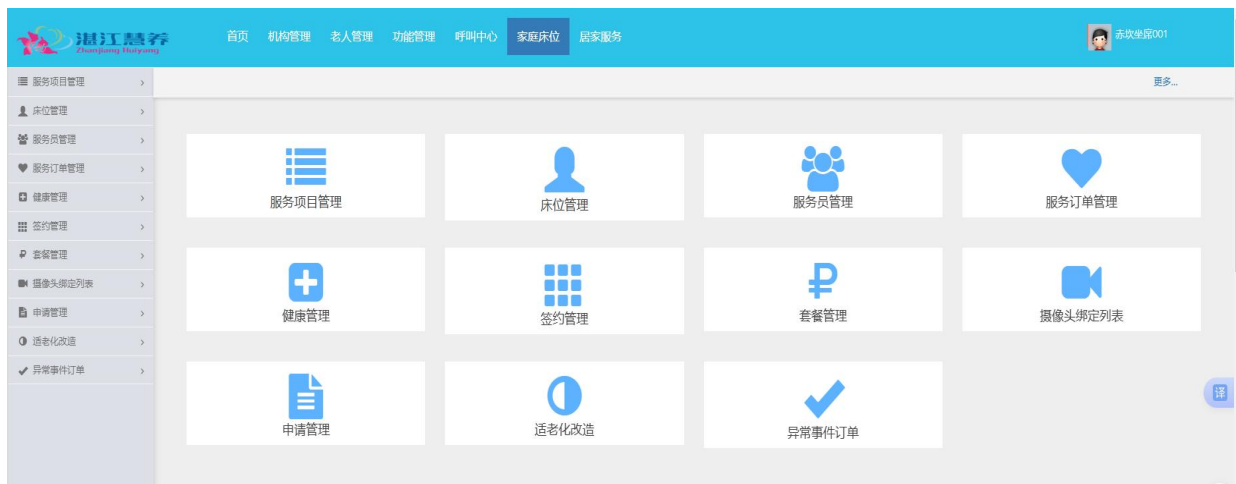 湛江慧养
Zhanjiang Huiyang
首页 机构管理 老人管理 功能管理 呼叫中心 家庭床位 居家服务
赤坎坐席001
更多...
服务项目管理
床位管理
服务员管理
服务订单管理
健康管理
签约管理
套餐管理
摄像头绑定列表
申请管理
适老化改造
异常事件订单
服务项目管理 床位管理 服务员管理 服务订单管理
健康管理 签约管理 套餐管理 摄像头绑定列表
申请管理 适老化改造 异常事件订单
译